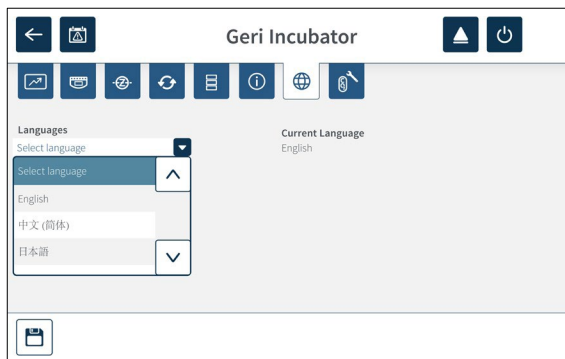 Geri Incubator
Languages
Select language
Current Language
English
Select language
English
中文 (简体)
日本語